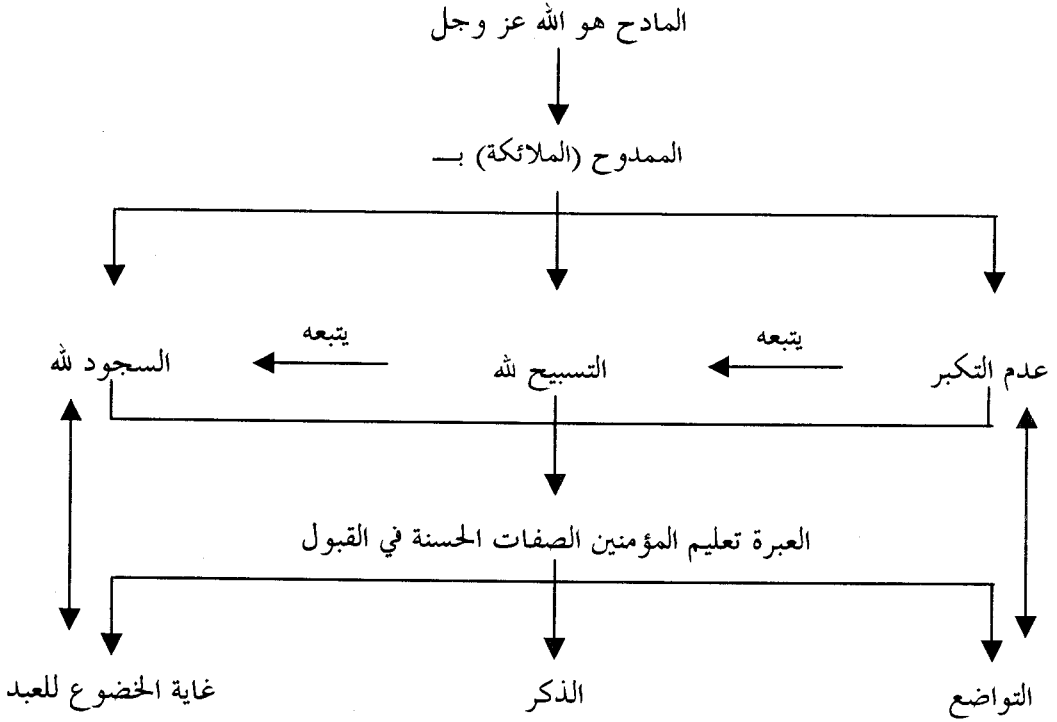 المادح هو الله عز وجل
الممدوح (الملائكة) بـــ
عدم التكبر يتبعه التسبيح لله يتبعه السجود لله
العبرة تعليم المؤمنين الصفات الحسنة في القبول
التواضع الذكر غاية الخضوع للعبد